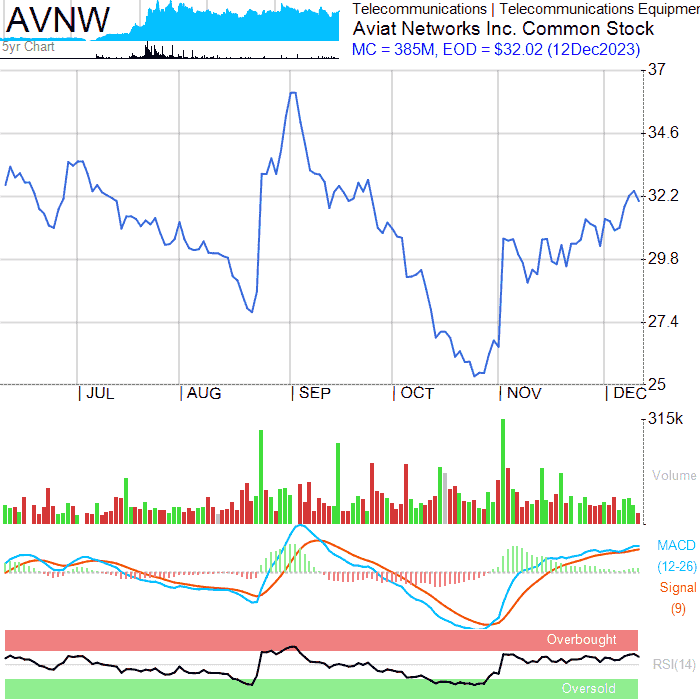 AVNW
5yr Chart
Telecommunications | Telecommunications Equipmer
Aviat Networks Inc. Common Stock
MC = 385M, EOD = $32.02 (12Dec2023)
37
34.6
32.2
29.8
27.4
25
| JUL | AUG | SEP | OCT | NOV | DEC
315k
Volume
MACD
(12-26)
Signal
(9)
Overbought
RSI(14)
Oversold